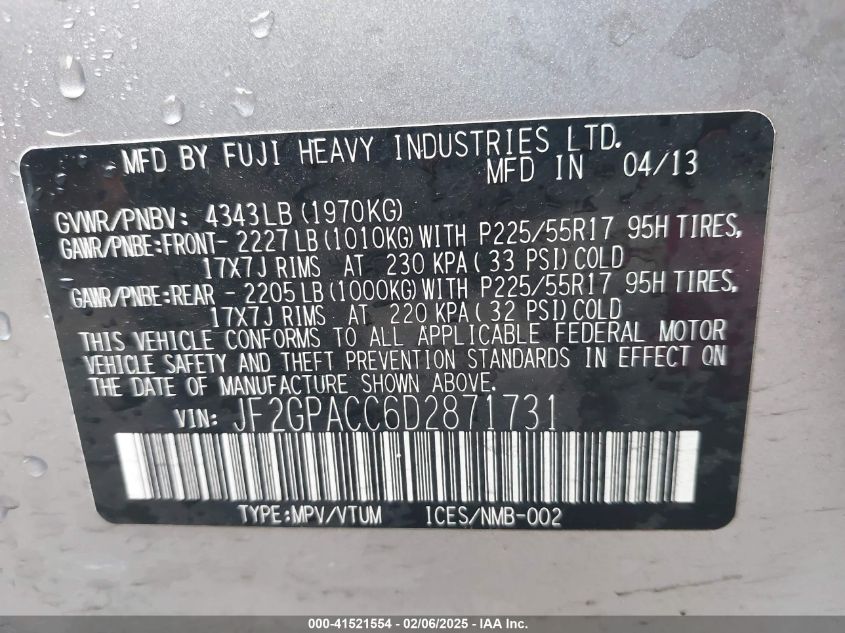 MFD BY FUJI HEAVY INDUSTRIES LTD.
MFD IN 04/13
GVWR/PNBV: 4343LB (1970KG)
GAWR/PNBE:FRONT- 2227LB (1010KG) WITH P225/55R17 95H TIRES,
17X7J RIMS AT 230 KPA ( 33 PSI) COLD
GAWR/PNBE:REAR - 2205LB (1000KG) WITH P225/55R17 95H TIRES,
17X7J RIMS AT 220 KPA ( 32 PSI) COLD
THIS VEHICLE CONFORMS TO ALL APPLICABLE FEDERAL MOTOR
VEHICLE SAFETY AND THEFT PREVENTION STANDARDS IN EFFECT ON
THE DATE OF MANUFACTURE SHOWN ABOVE.
VIN: JF2GPACC6D2871731
TYPE:MPV/VTUM ICES/NMB-002
000-41521554 - 02/06/2025 - IAA Inc.